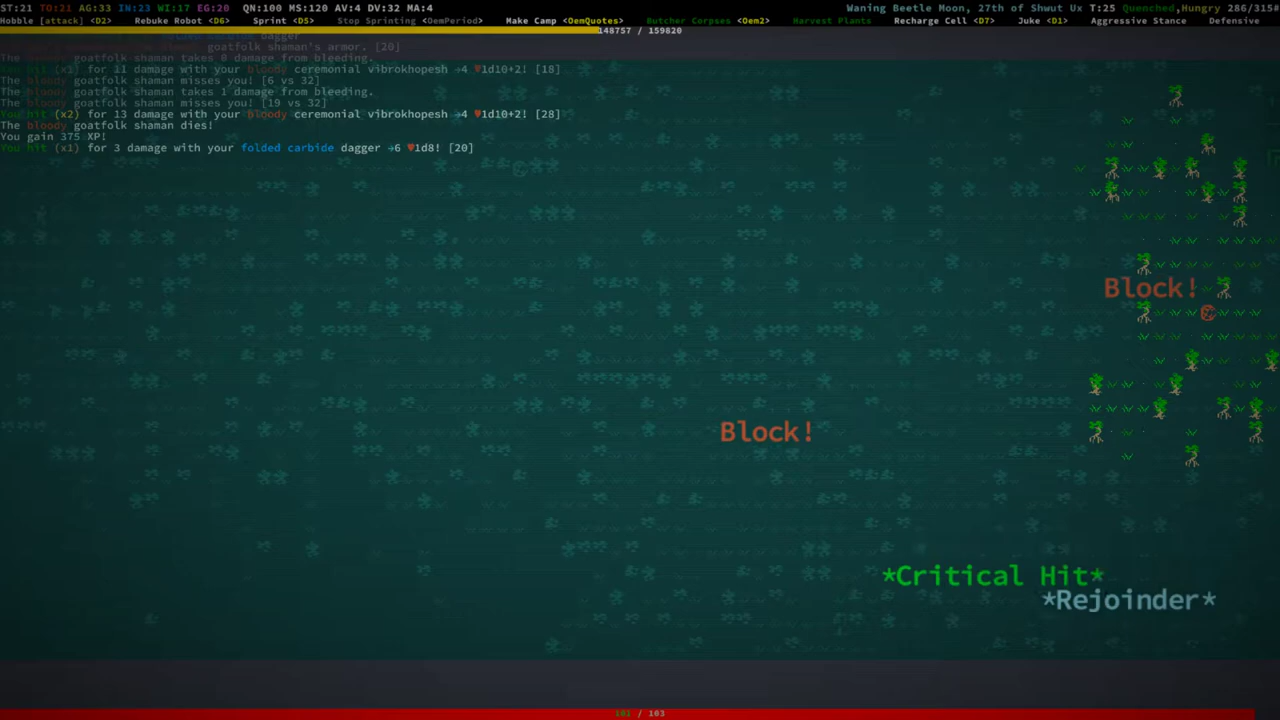 ST:21 TO:21 AG:33 IN:23 WI:17 EG:20 QN:100 MS:120 AV:4 DV:32 MA:4 Waning Beetle Moon, 27th of Shwut Ux T:25 Quenched,Hungry 286/315#
Hobble [attack] <D2> Rebuke Robot <D6> Sprint <D5> Stop Sprinting <OemPeriod> Make Camp <OemQuotes> Butcher Corpses <Oem2> Harvest Plants Recharge Cell <D7> Juke <D1> Aggressive Stance Defensive
148757 / 159820
dagger
goatfolk shaman's armor. [20]
The bloody goatfolk shaman takes 0 damage from bleeding.
You hit (x1) for 11 damage with your bloody ceremonial vibrokhopesh →4 ♥1d10+2! [18]
The bloody goatfolk shaman misses you! [6 vs 32]
The bloody goatfolk shaman takes 1 damage from bleeding.
The bloody goatfolk shaman misses you! [19 vs 32]
You hit (x2) for 13 damage with your bloody ceremonial vibrokhopesh →4 ♥1d10+2! [28]
The bloody goatfolk shaman dies!
You gain 375 XP!
You hit (x1) for 3 damage with your folded carbide dagger →6 ♥1d8! [20]
Block!
Block!
*Critical Hit*
*Rejoinder*
/ 103